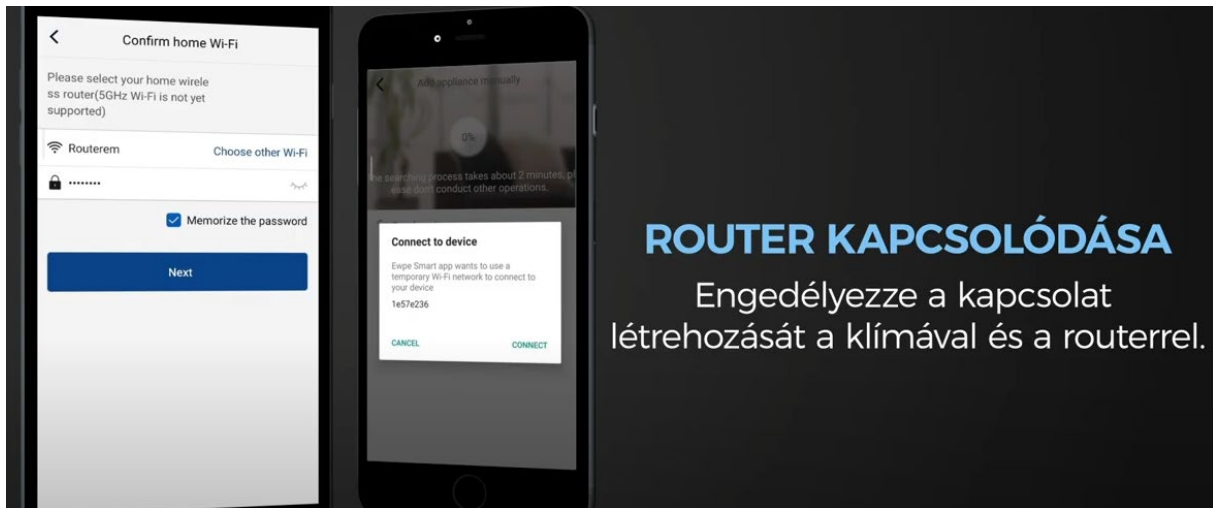 Confirm home Wi-Fi
Please select your home wirele
ss router(5GHz Wi-Fi is not yet
supported)
Routerem
Choose other Wi-Fi
••••••••
Memorize the password
Next
Add appliance manually
0%
he searching process takes about 2 minutes, pl
ease don't conduct other operations.
Connect to device
Ewpe Smart app wants to use a
temporary Wi-Fi network to connect to
your device
1e57e236
CANCEL
CONNECT
ROUTER KAPCSOLÓDÁSA
Engedélyezze a kapcsolat
létrehozását a klímával és a routerrel.